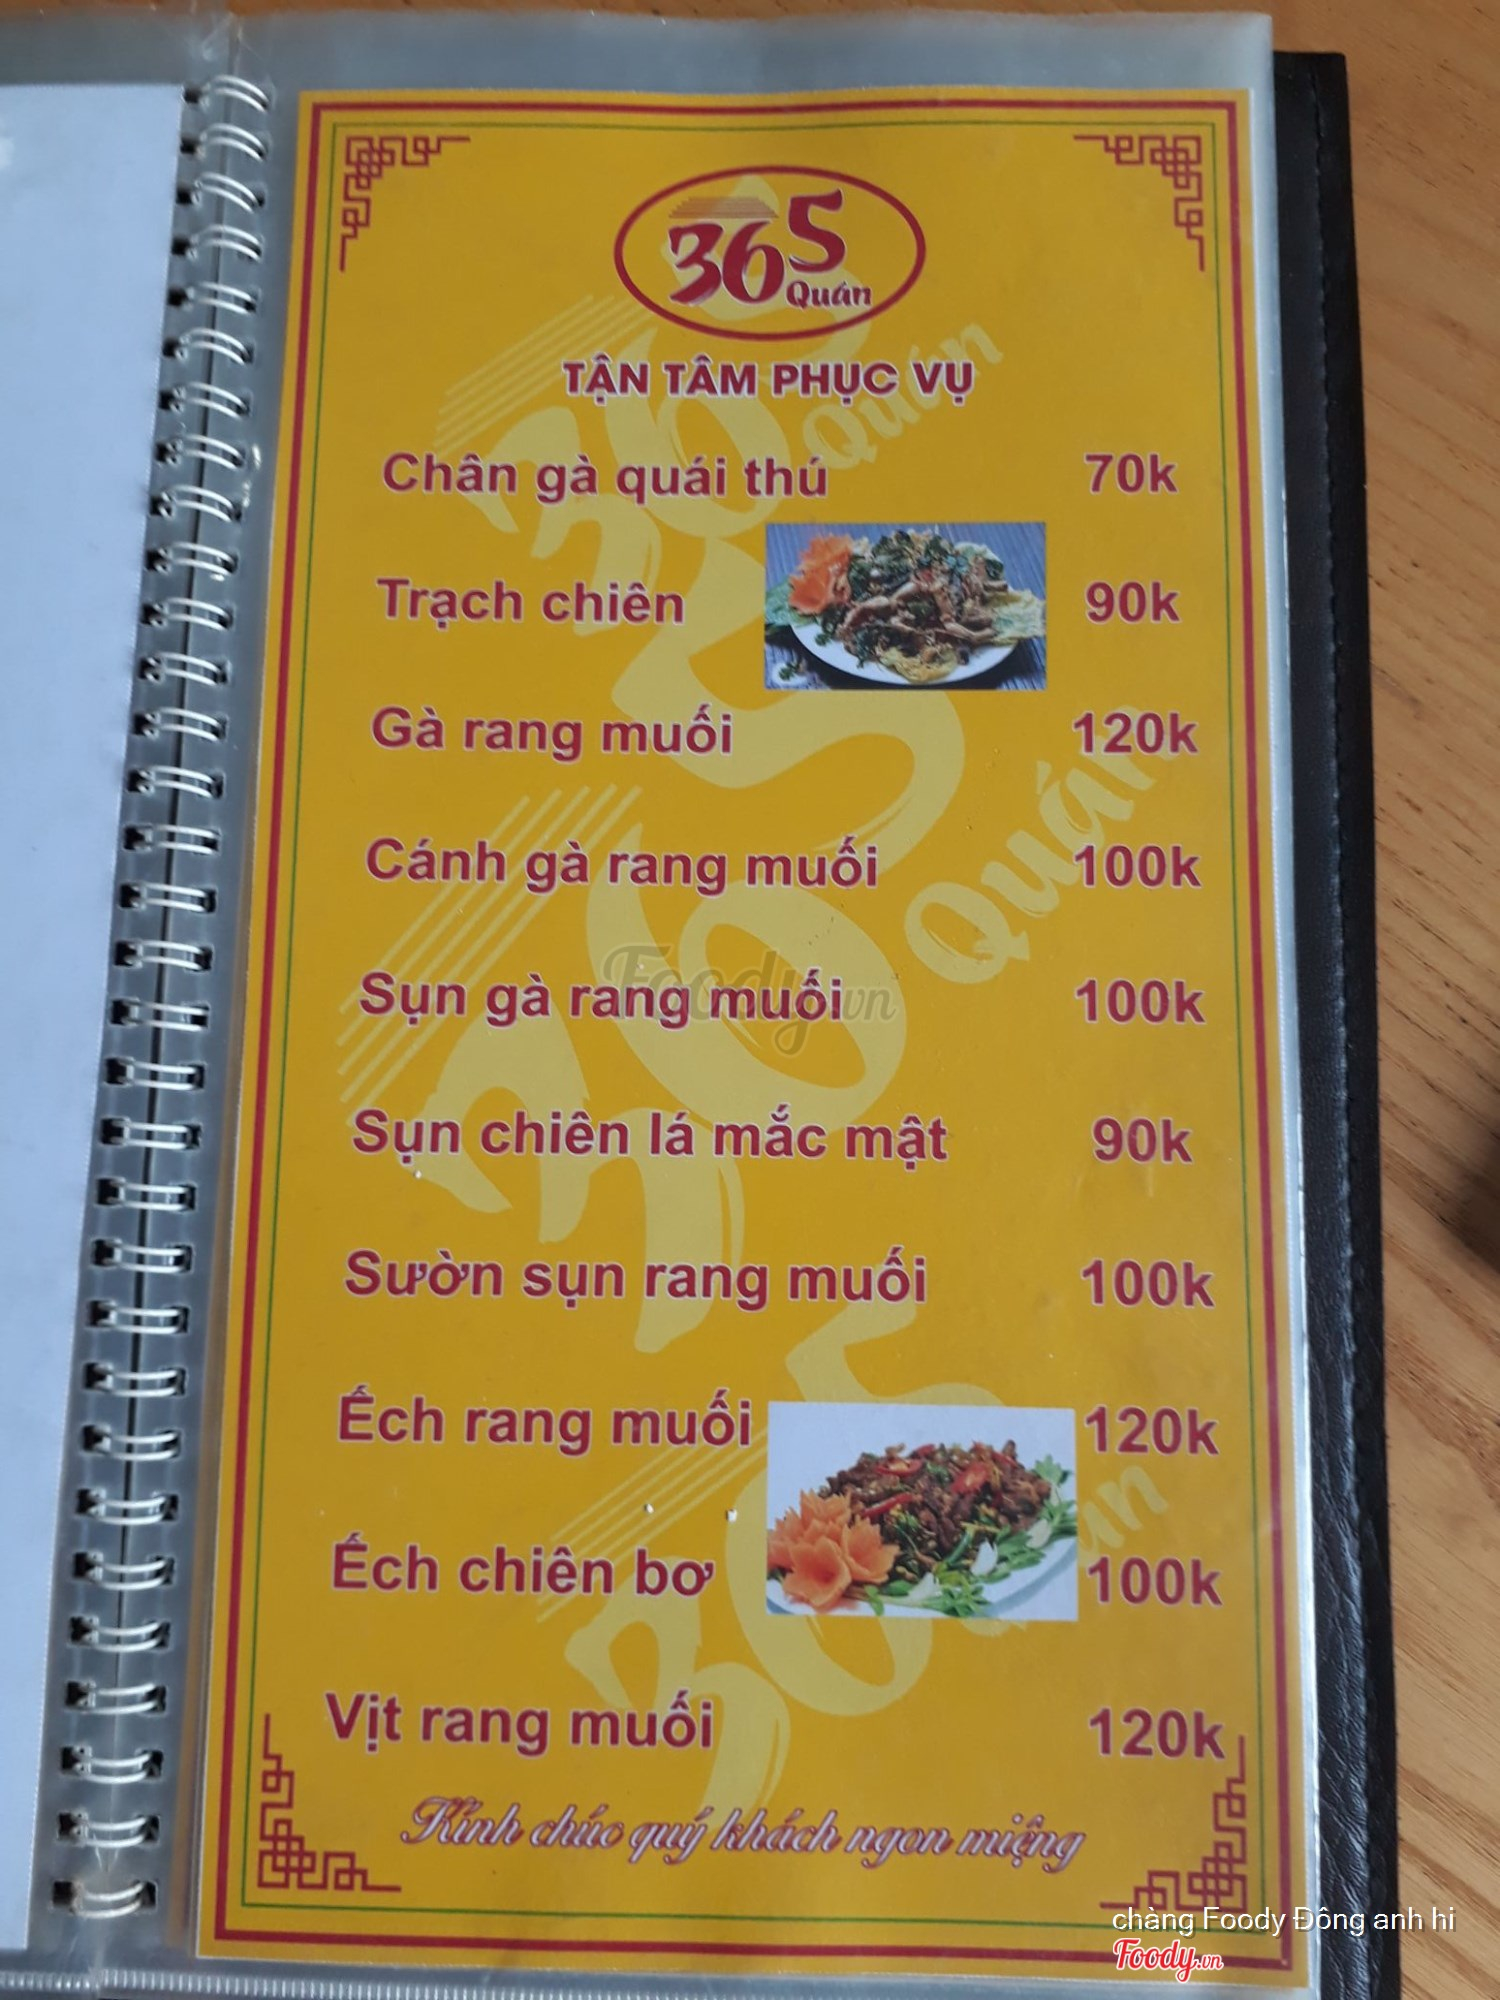 365
Quán
TẬN TÂM PHỤC VỤ
Chân gà quái thú 70k
Trạch chiên 90k
Gà rang muối 120k
Cánh gà rang muối 100k
Sụn gà rang muối 100k
Sụn chiên lá mắc mật 90k
Sườn sụn rang muối 100k
Ếch rang muối 120k
Ếch chiên bơ 100k
Vịt rang muối 120k
Kính chúc quý khách ngon miệng
chàng Foody Đông anh hi
Foody.vn